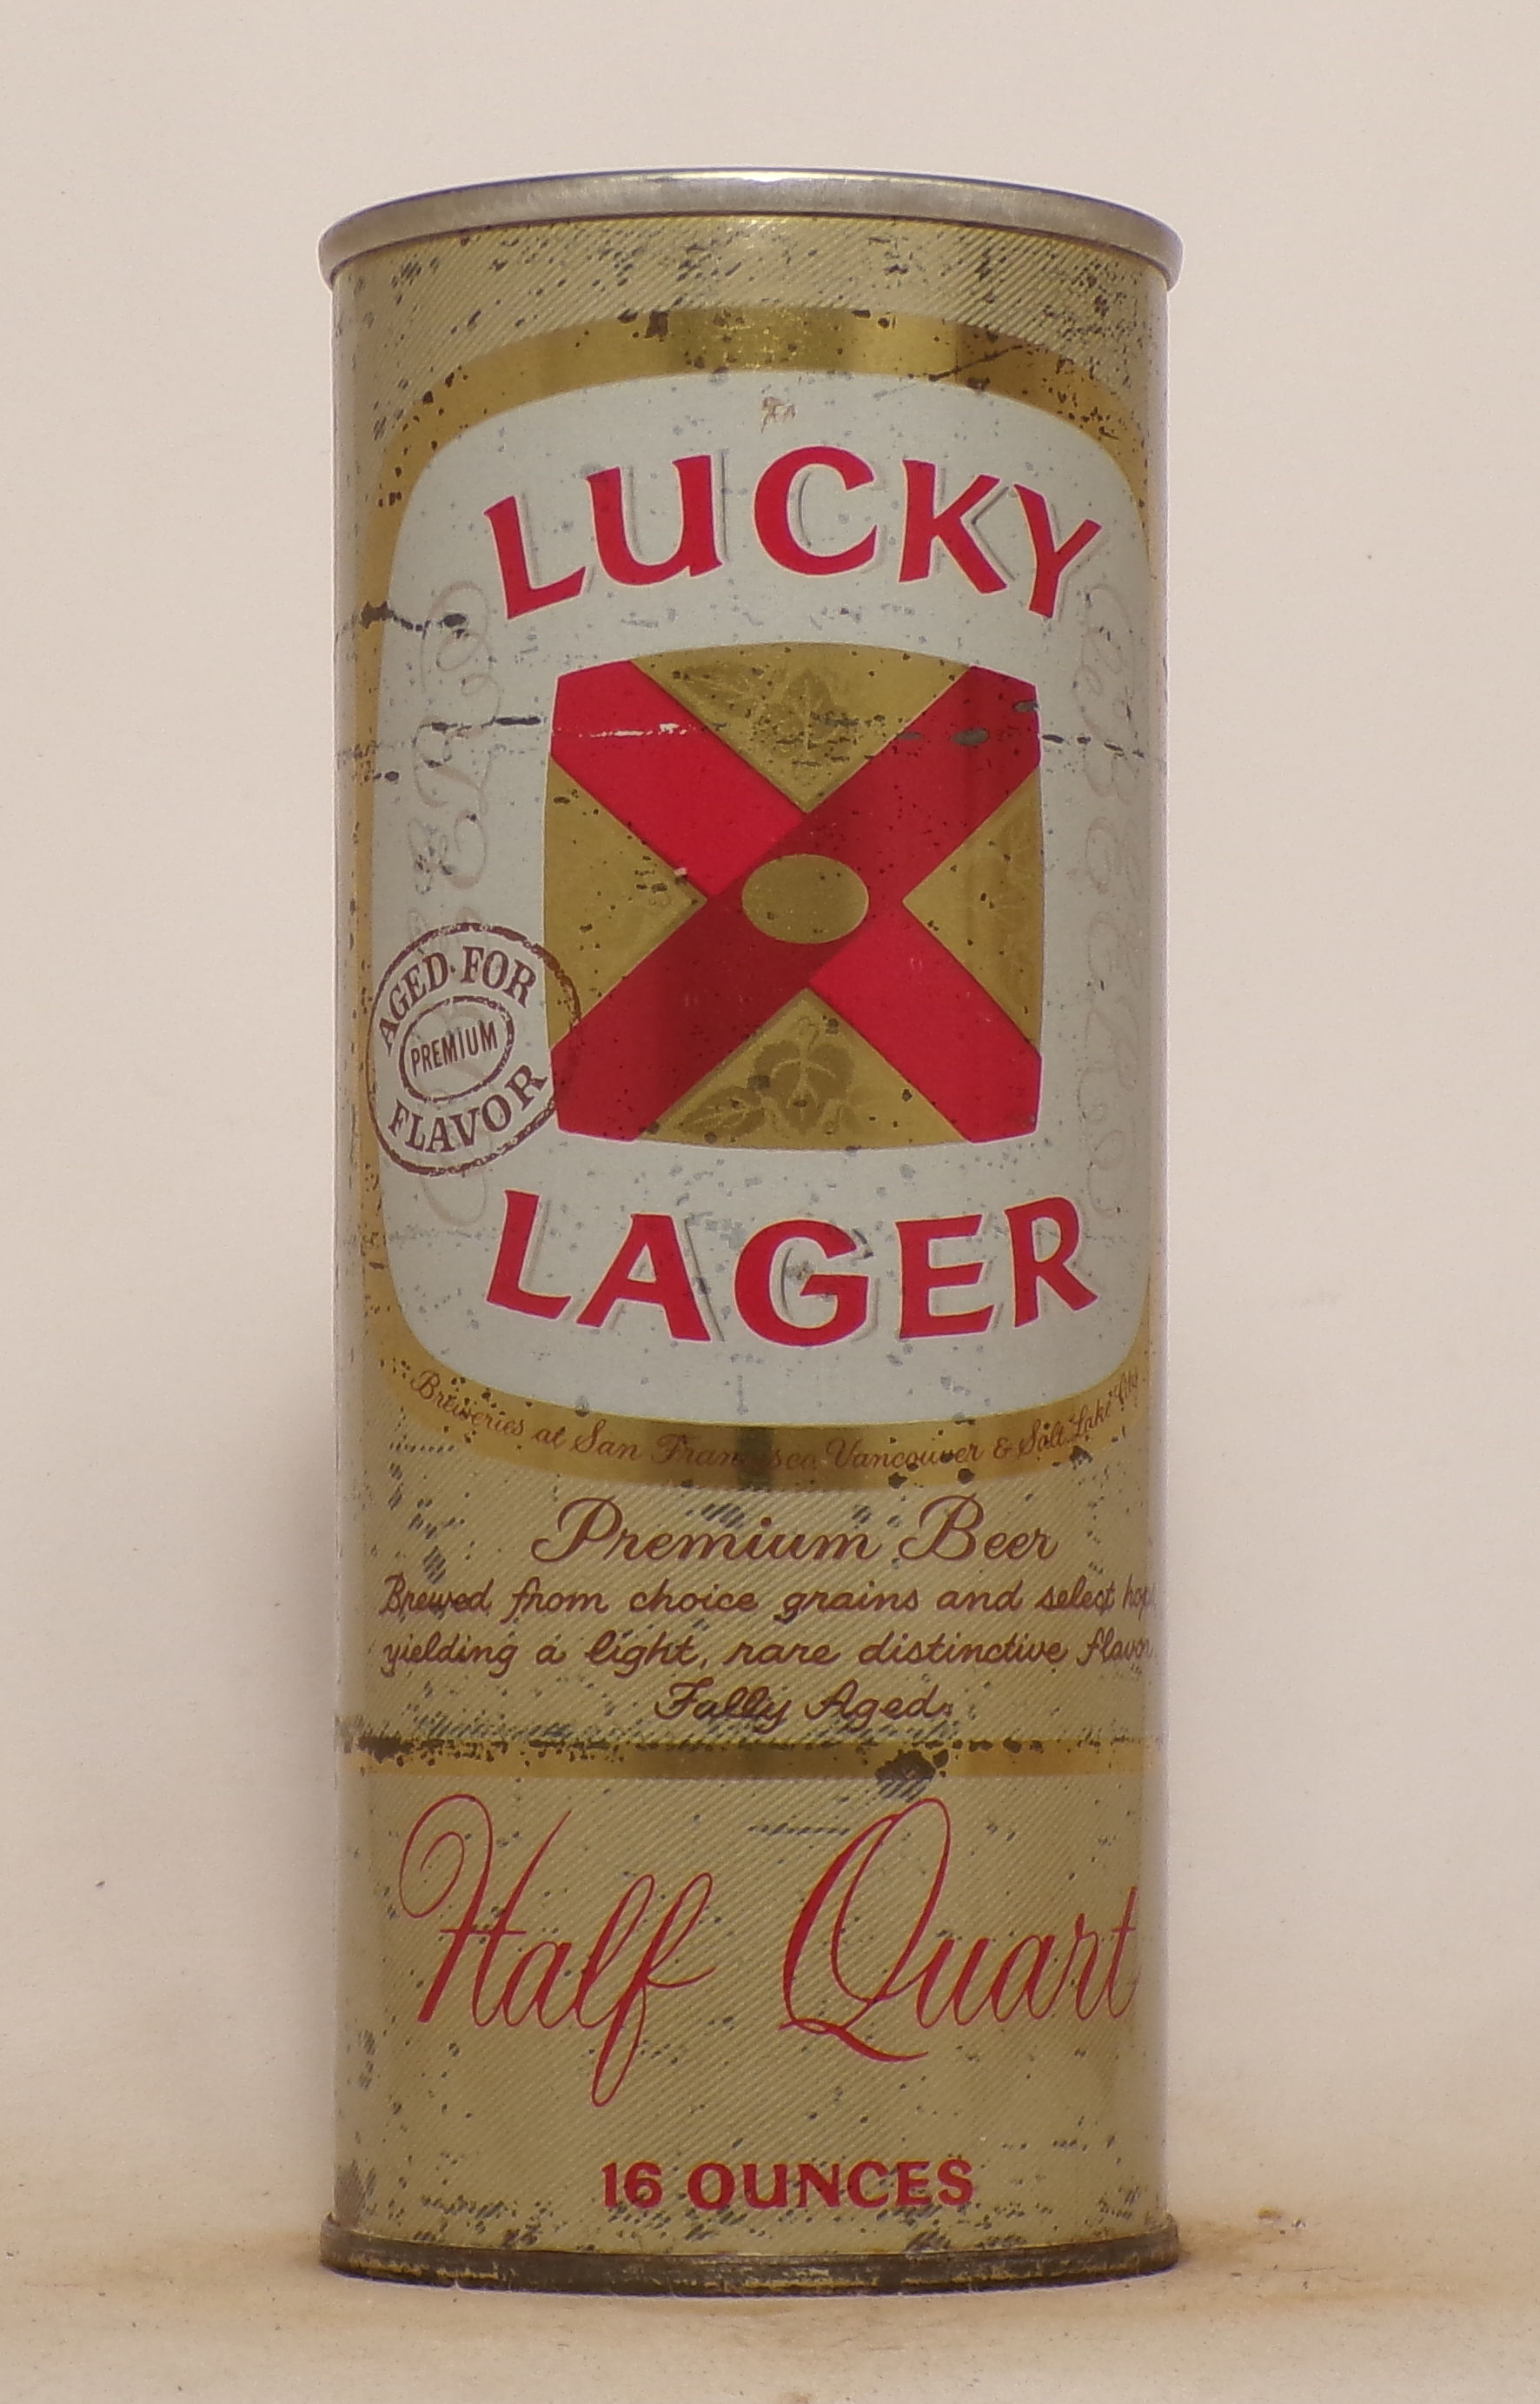 LUCKY
AGED FOR
PREMIUM
FLAVOR
LAGER
Breweries at San Francisco, Vancouver & Salt Lake City
Premium Beer
Brewed from choice grains and select hop
yielding a light, rare distinctive flavor
Fully Aged.
Half Quart
16 OUNCES